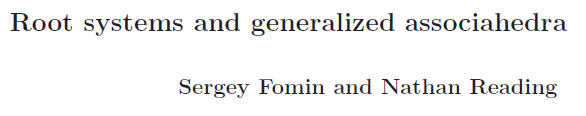 Root systems and generalized associahedra
Sergey Fomin and Nathan Reading